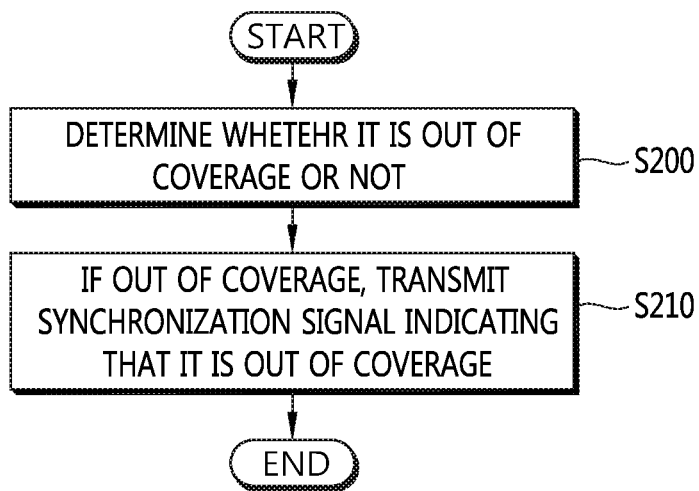 START
DETERMINE WHETEHR IT IS OUT OF
COVERAGE OR NOT
S200
IF OUT OF COVERAGE, TRANSMIT
SYNCHRONIZATION SIGNAL INDICATING
THAT IT IS OUT OF COVERAGE
S210
END